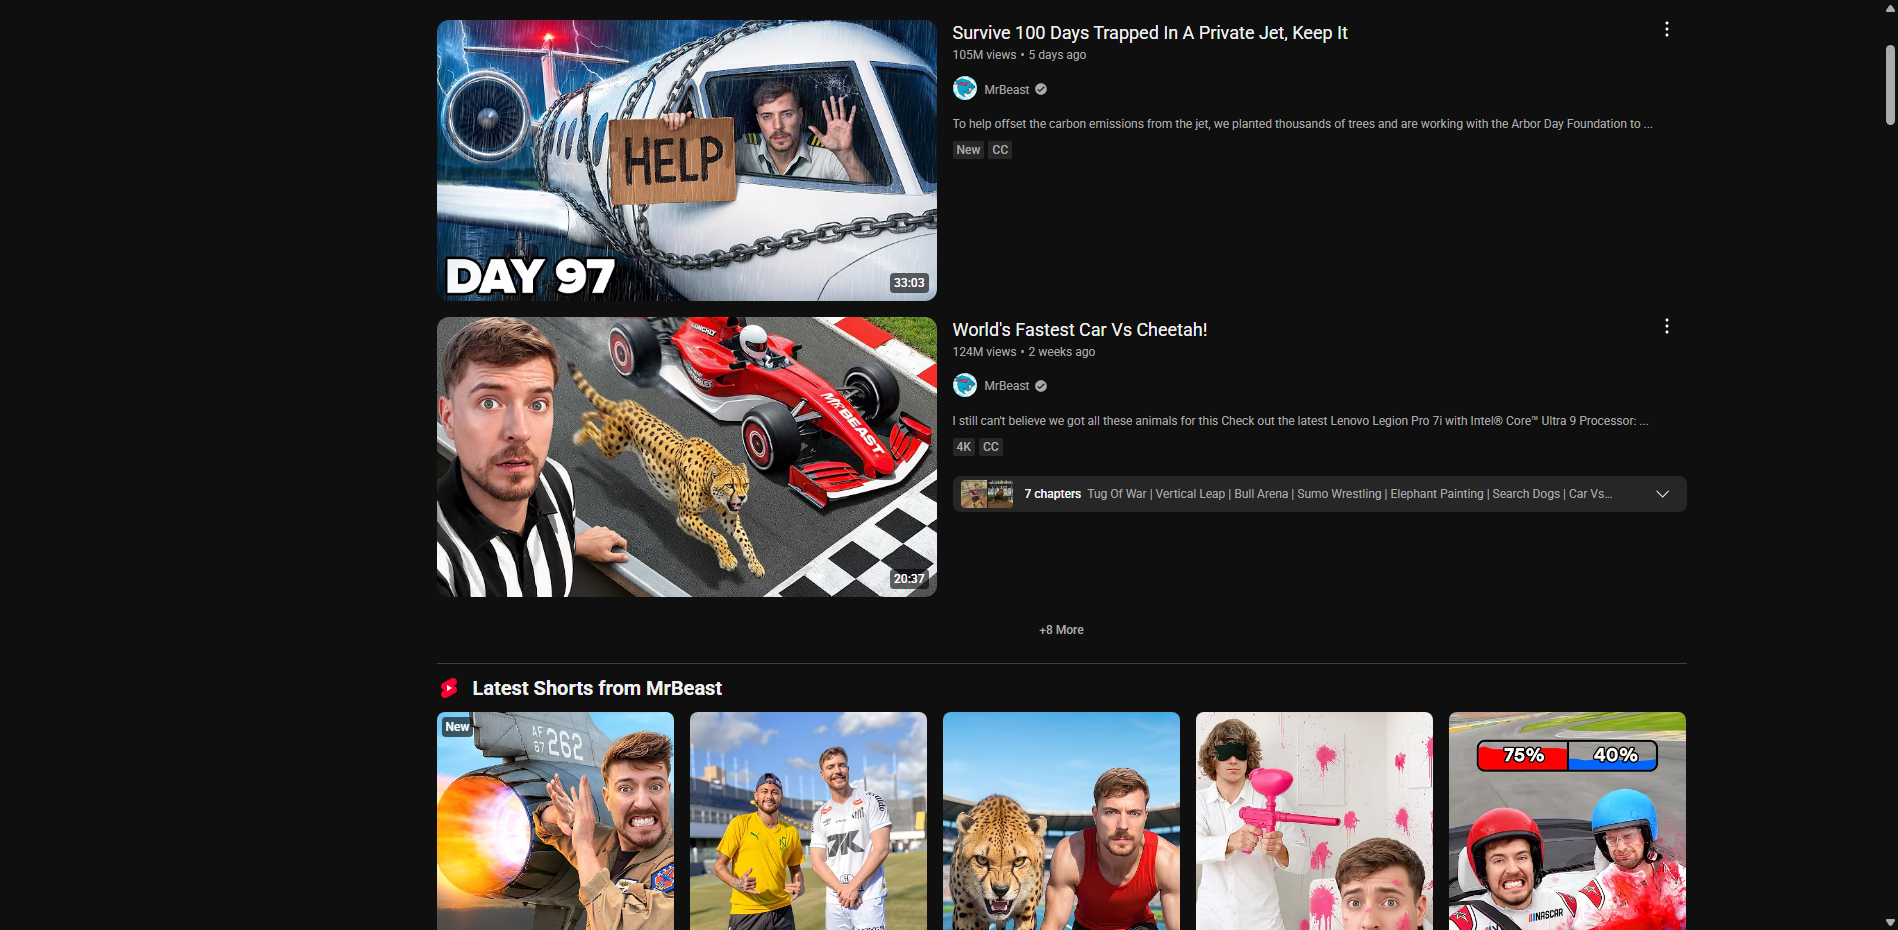 HELP
DAY 97
33:03
Survive 100 Days Trapped In A Private Jet, Keep It
105M views • 5 days ago
MrBeast
To help offset the carbon emissions from the jet, we planted thousands of trees and are working with the Arbor Day Foundation to ...
New CC
MRBEAST
20:37
World's Fastest Car Vs Cheetah!
124M views • 2 weeks ago
MrBeast
I still can't believe we got all these animals for this Check out the latest Lenovo Legion Pro 7i with Intel® Core™ Ultra 9 Processor: ...
4K CC
7 chapters Tug Of War | Vertical Leap | Bull Arena | Sumo Wrestling | Elephant Painting | Search Dogs | Car Vs...
+8 More
Latest Shorts from MrBeast
New
AF
67 262
75% 40%
NASCAR